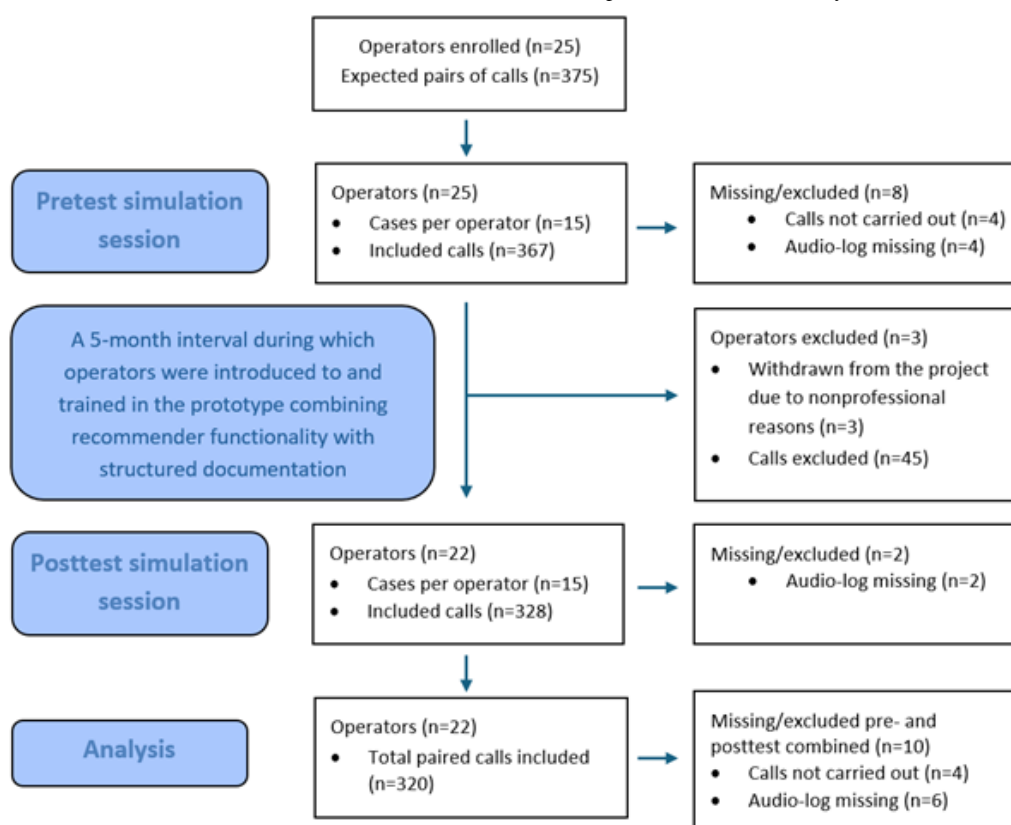 Operators enrolled (n=25)
Expected pairs of calls (n=375)
Pretest simulation
session
Operators (n=25)
• Cases per operator (n=15)
• Included calls (n=367)
Missing/excluded (n=8)
• Calls not carried out (n=4)
• Audio-log missing (n=4)
A 5-month interval during which
operators were introduced to and
trained in the prototype combining
recommender functionality with
structured documentation
Operators excluded (n=3)
• Withdrawn from the project
due to nonprofessional
reasons (n=3)
• Calls excluded (n=45)
Posttest simulation
session
Operators (n=22)
• Cases per operator (n=15)
• Included calls (n=328)
Missing/excluded (n=2)
• Audio-log missing (n=2)
Analysis
Operators (n=22)
• Total paired calls included
(n=320)
Missing/excluded pre- and
posttest combined (n=10)
• Calls not carried out (n=4)
• Audio-log missing (n=6)